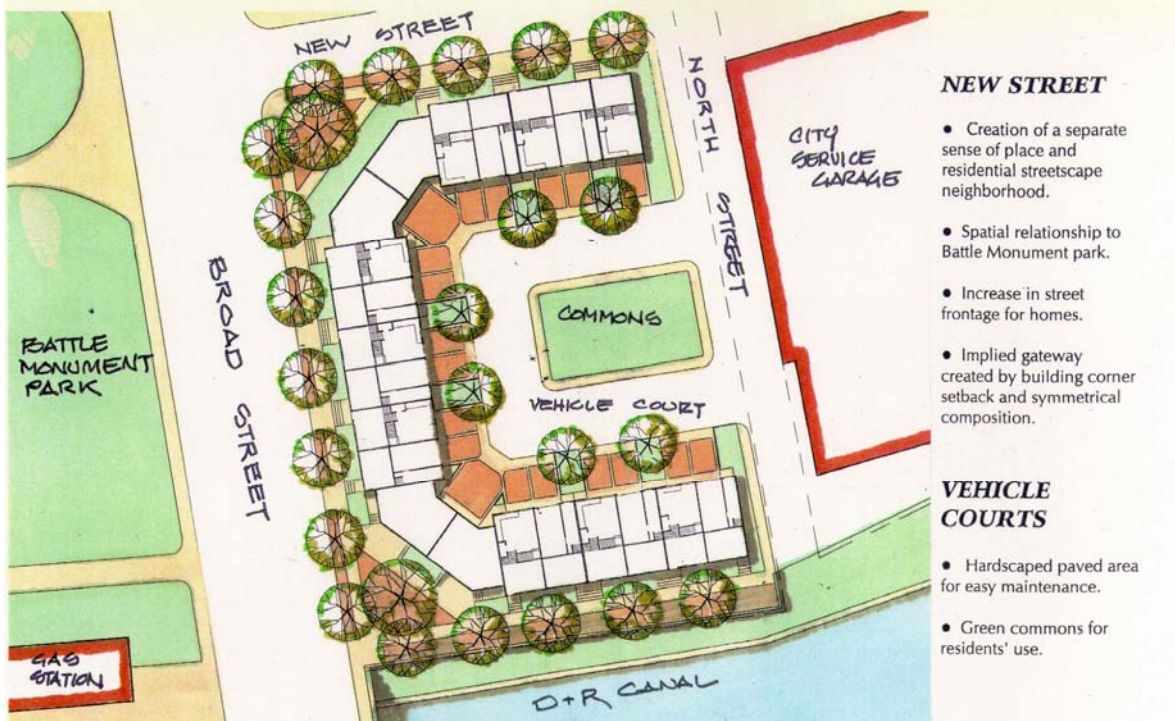 NEW STREET
NORTH STREET
CITY
SERVICE
GARAGE
BROAD STREET
BATTLE
MONUMENT
PARK
COMMONS
VEHICLE COURT
GAS
STATION
D+R CANAL
NEW STREET
• Creation of a separate
sense of place and
residential streetscape
neighborhood.
• Spatial relationship to
Battle Monument park.
• Increase in street
frontage for homes.
• Implied gateway
created by building corner
setback and symmetrical
composition.
VEHICLE
COURTS
• Hardscaped paved area
for easy maintenance.
• Green commons for
residents' use.